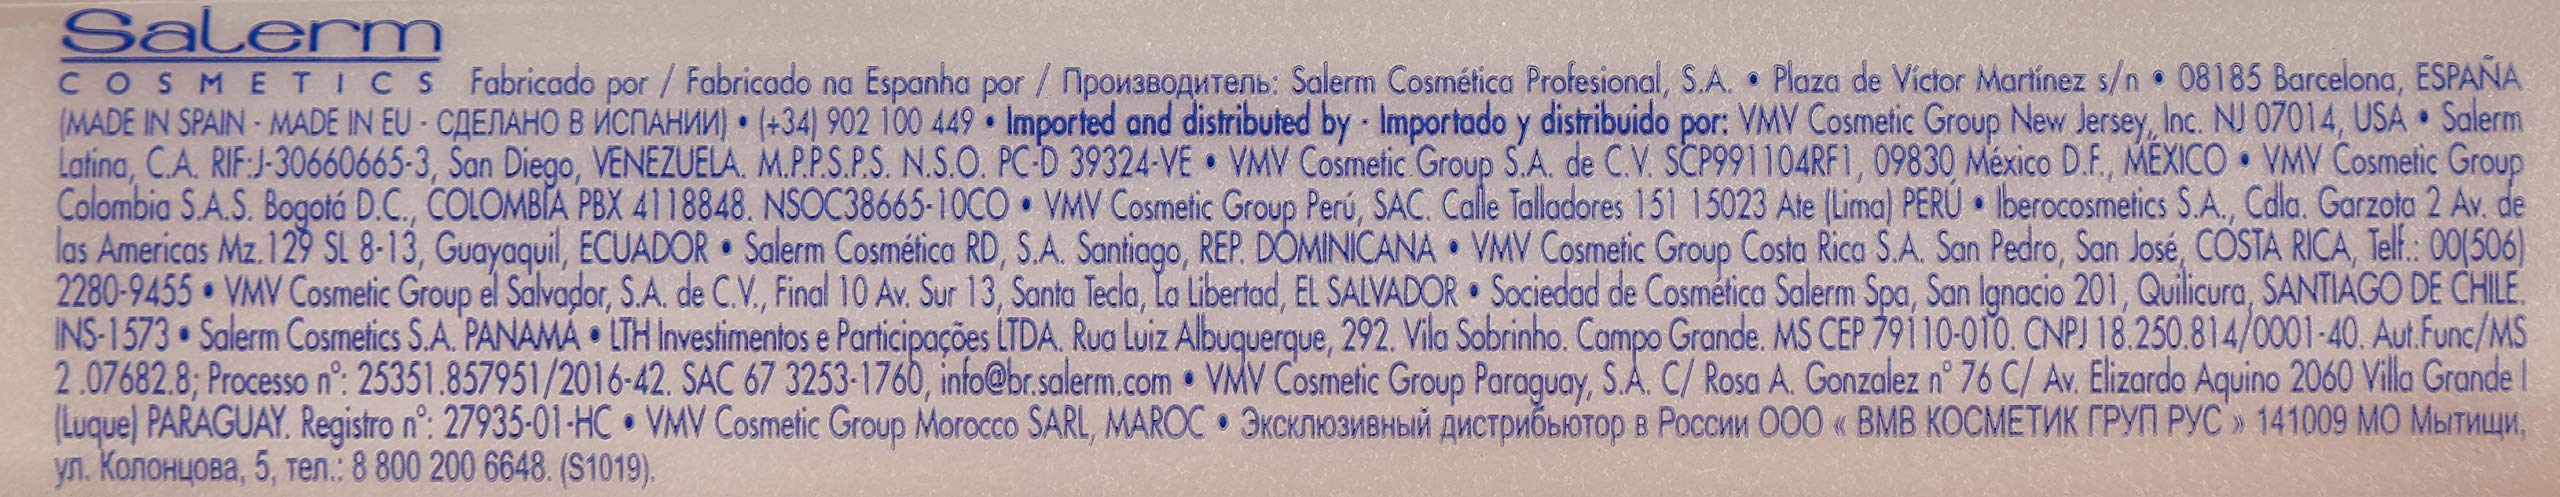 Salerm
COSMETICS Fabricado por / Fabricado na Espanha por / Производитель: Salerm Cosmética Profesional, S.A. • Plaza de Víctor Martínez s/n • 08185 Barcelona, ESPAÑA
(MADE IN SPAIN - MADE IN EU - СДЕЛАНО В ИСПАНИИ) • (+34) 902 100 449 • Imported and distributed by - Importado y distribuido por: VMV Cosmetic Group New Jersey, Inc. NJ 07014, USA • Salerm
Latina, C.A. RIF:J-30660665-3, San Diego, VENEZUELA. M.P.P.S.P.S. N.S.O. PC-D 39324-VE • VMV Cosmetic Group S.A. de C.V. SCP991104RF1, 09830 México D.F., MÉXICO • VMV Cosmetic Group
Colombia S.A.S. Bogotá D.C., COLOMBIA PBX 4118848. NSOC38665-10CO • VMV Cosmetic Group Perú, SAC. Calle Talladores 151 15023 Ate (Lima) PERÚ • Iberocosmetics S.A., Cdla. Garzota 2 Av. de
las Americas Mz.129 SL 8-13, Guayaquil, ECUADOR • Salerm Cosmética RD, S.A. Santiago, REP. DOMINICANA • VMV Cosmetic Group Costa Rica S.A. San Pedro, San José, COSTA RICA, Telf.: 00(506)
2280-9455 • VMV Cosmetic Group el Salvador, S.A. de C.V., Final 10 Av. Sur 13, Santa Tecla, La Libertad, EL SALVADOR • Sociedad de Cosmética Salerm Spa, San Ignacio 201, Quilicura, SANTIAGO DE CHILE.
INS-1573 • Salerm Cosmetics S.A. PANAMÁ • LTH Investimentos e Participações LTDA. Rua Luiz Albuquerque, 292. Vila Sobrinho. Campo Grande. MS CEP 79110-010. CNPJ 18.250.814/0001-40. Aut.Func/MS
2 .07682.8; Processo nº: 25351.857951/2016-42. SAC 67 3253-1760, info@br.salerm.com • VMV Cosmetic Group Paraguay, S.A. C/ Rosa A. Gonzalez nº 76 C/ Av. Elizardo Aquino 2060 Villa Grande I
(Luque) PARAGUAY. Registro nº: 27935-01-HC • VMV Cosmetic Group Morocco SARL, MAROC • Эксклюзивный дистрибьютор в России ООО « ВМВ КОСМЕТИК ГРУП РУС » 141009 МО Мытищи,
ул. Колонцова, 5, тел.: 8 800 200 6648. (S1019).